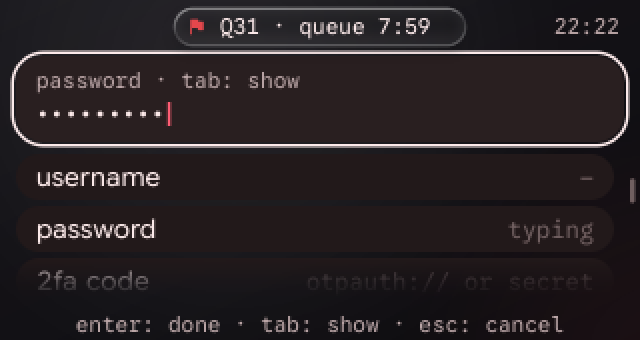 Q31 · queue 7:59
22:22
password · tab: show
•••••••••
username –
password typing
2fa code otpauth:// or secret
enter: done · tab: show · esc: cancel